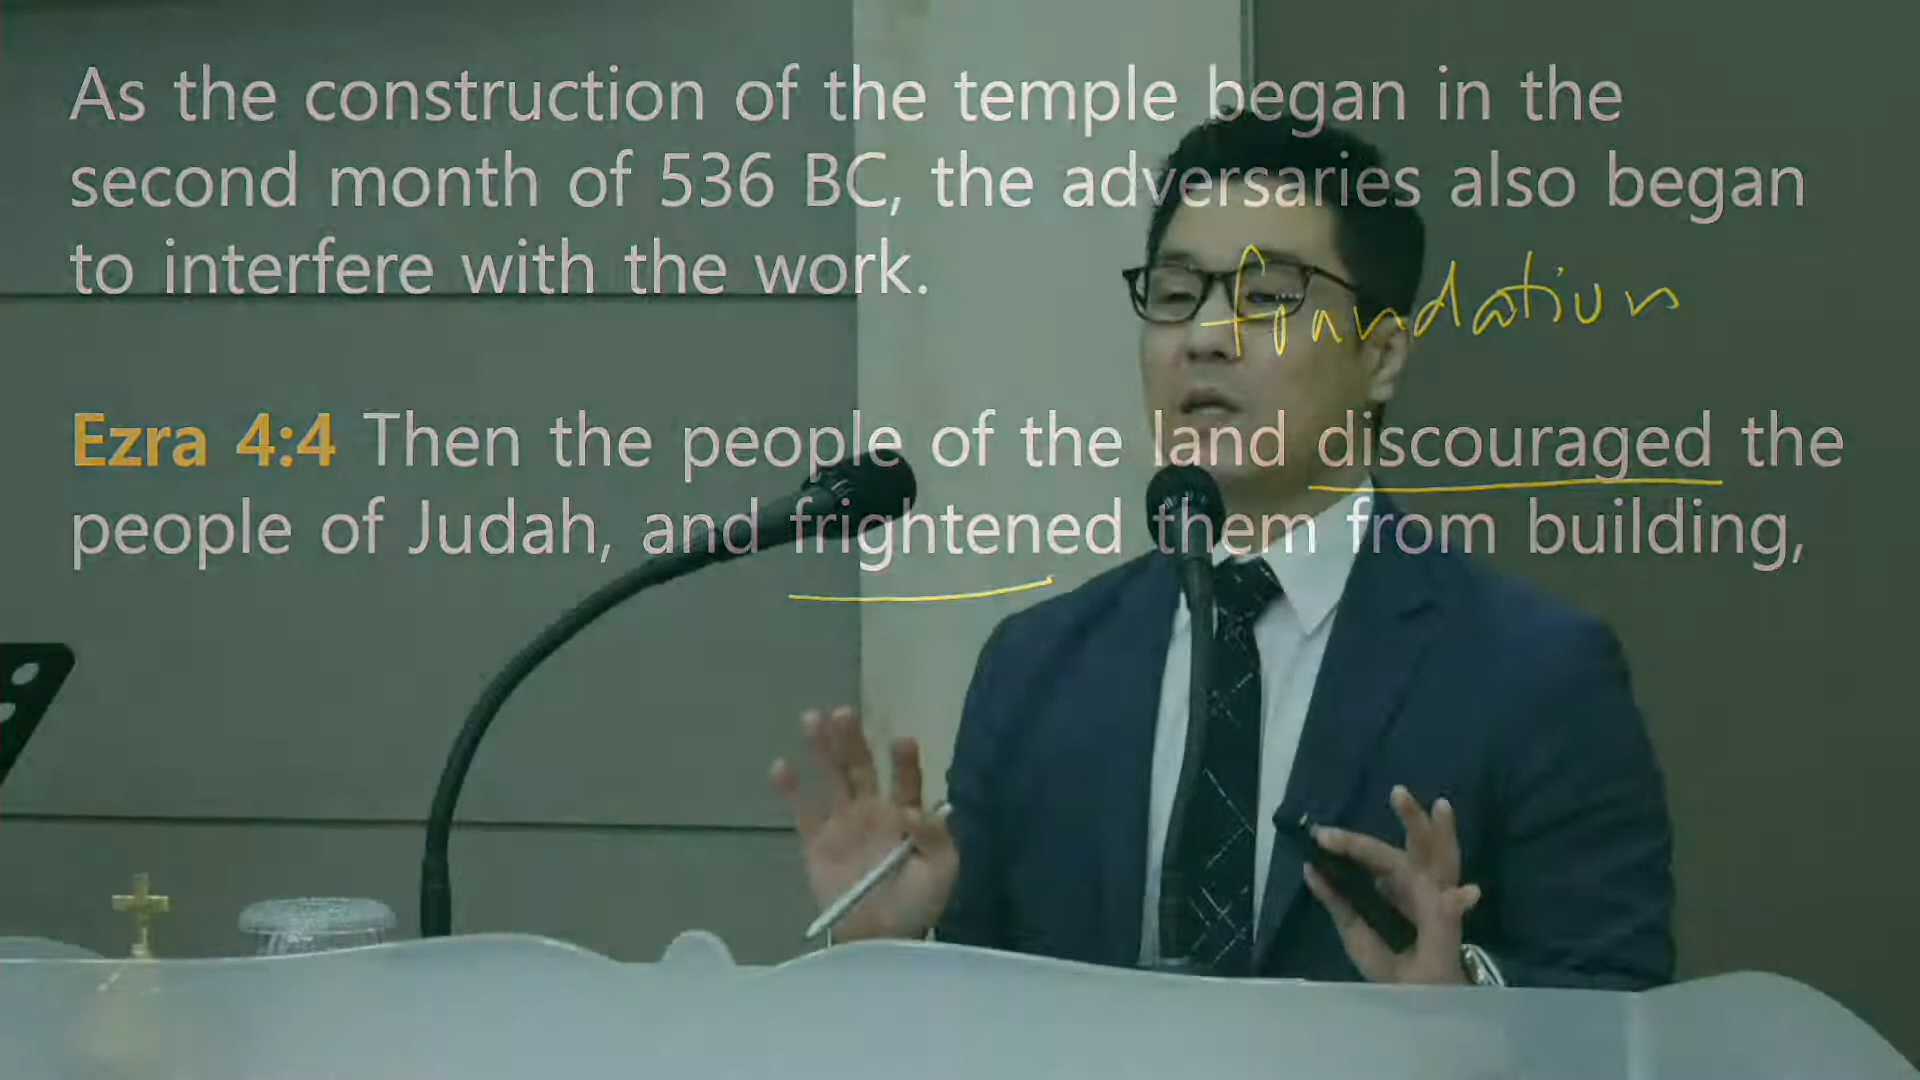 As the construction of the temple began in the
second month of 536 BC, the adversaries also began
to interfere with the work.
foundation
Ezra 4:4 Then the people of the land discouraged the
people of Judah, and frightened them from building,